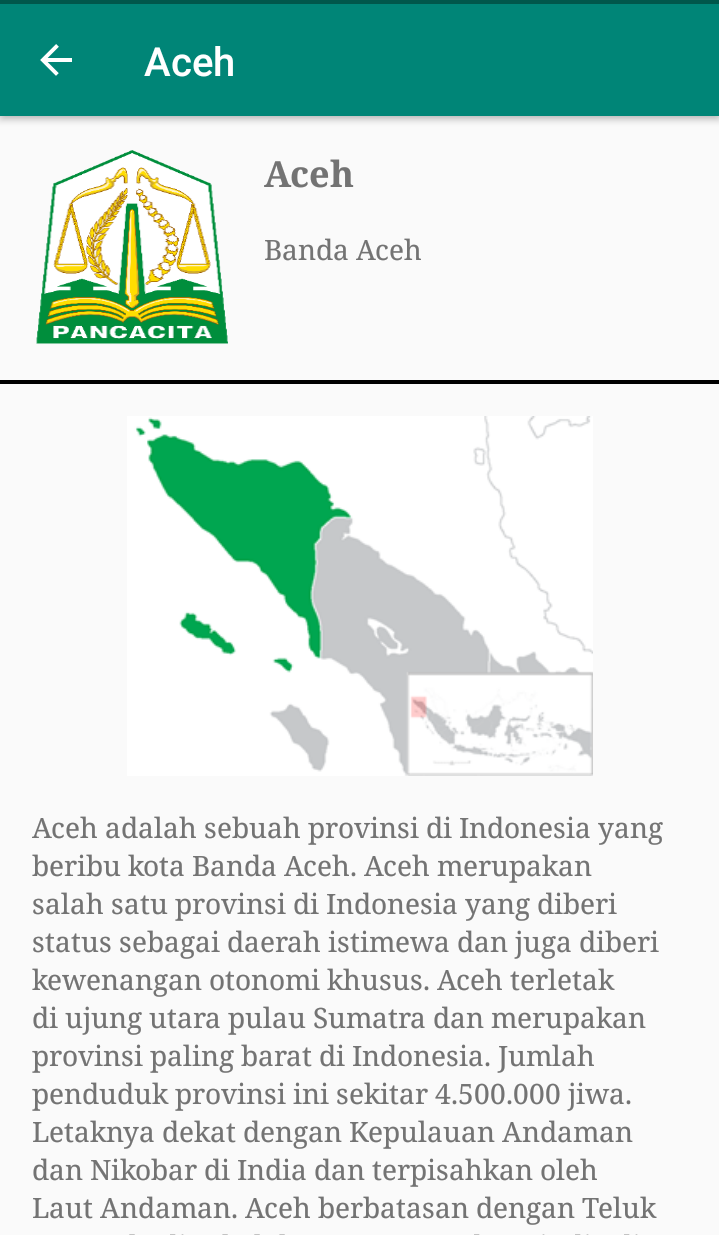 Aceh
PANCACITA
Aceh
Banda Aceh
Aceh adalah sebuah provinsi di Indonesia yang
beribu kota Banda Aceh. Aceh merupakan
salah satu provinsi di Indonesia yang diberi
status sebagai daerah istimewa dan juga diberi
kewenangan otonomi khusus. Aceh terletak
di ujung utara pulau Sumatra dan merupakan
provinsi paling barat di Indonesia. Jumlah
penduduk provinsi ini sekitar 4.500.000 jiwa.
Letaknya dekat dengan Kepulauan Andaman
dan Nikobar di India dan terpisahkan oleh
Laut Andaman. Aceh berbatasan dengan Teluk